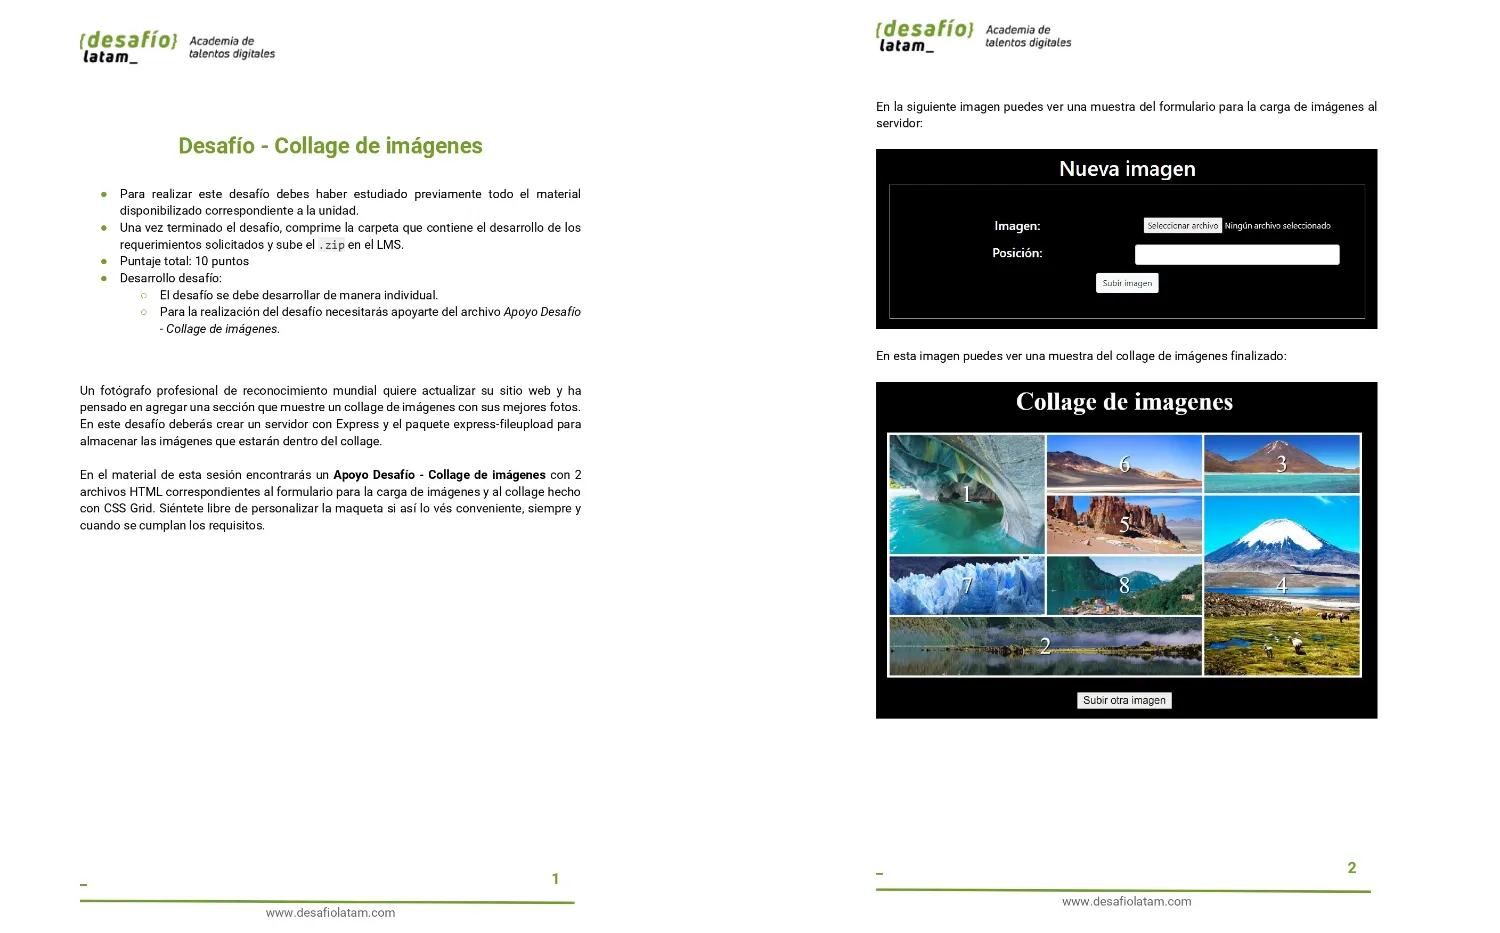 {desafío}
latam_
Academia de
talentos digitales
Desafío - Collage de imágenes
● Para realizar este desafío debes haber estudiado previamente todo el material
disponibilizado correspondiente a la unidad.
● Una vez terminado el desafío, comprime la carpeta que contiene el desarrollo de los
requerimientos solicitados y sube el .zip en el LMS.
● Puntaje total: 10 puntos
● Desarrollo desafío:
○ El desafío se debe desarrollar de manera individual.
○ Para la realización del desafío necesitarás apoyarte del archivo Apoyo Desafío
- Collage de imágenes.
Un fotógrafo profesional de reconocimiento mundial quiere actualizar su sitio web y ha
pensado en agregar una sección que muestre un collage de imágenes con sus mejores fotos.
En este desafío deberás crear un servidor con Express y el paquete express-fileupload para
almacenar las imágenes que estarán dentro del collage.
En el material de esta sesión encontrarás un Apoyo Desafío - Collage de imágenes con 2
archivos HTML correspondientes al formulario para la carga de imágenes y al collage hecho
con CSS Grid. Siéntete libre de personalizar la maqueta si así lo vés conveniente, siempre y
cuando se cumplan los requisitos.
_
1
www.desafiolatam.com
{desafío}
latam_
Academia de
talentos digitales
En la siguiente imagen puedes ver una muestra del formulario para la carga de imágenes al
servidor:
Nueva imagen
Imagen:
Seleccionar archivo Ningún archivo seleccionado
Posición:
Subir imagen
En esta imagen puedes ver una muestra del collage de imágenes finalizado:
Collage de imagenes
1
6
3
5
7
8
4
2
Subir otra imagen
_
2
www.desafiolatam.com